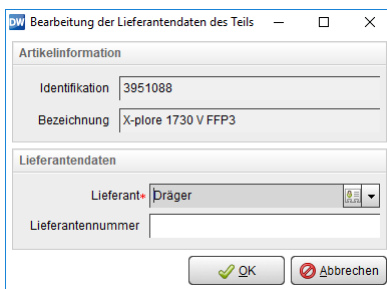 DW Bearbeitung der Lieferantendaten des Teils
Artikelinformation
Identifikation 3951088
Bezeichnung X-plore 1730 V FFP3
Lieferantendaten
Lieferant* Dräger
Lieferantennummer
OK Abbrechen